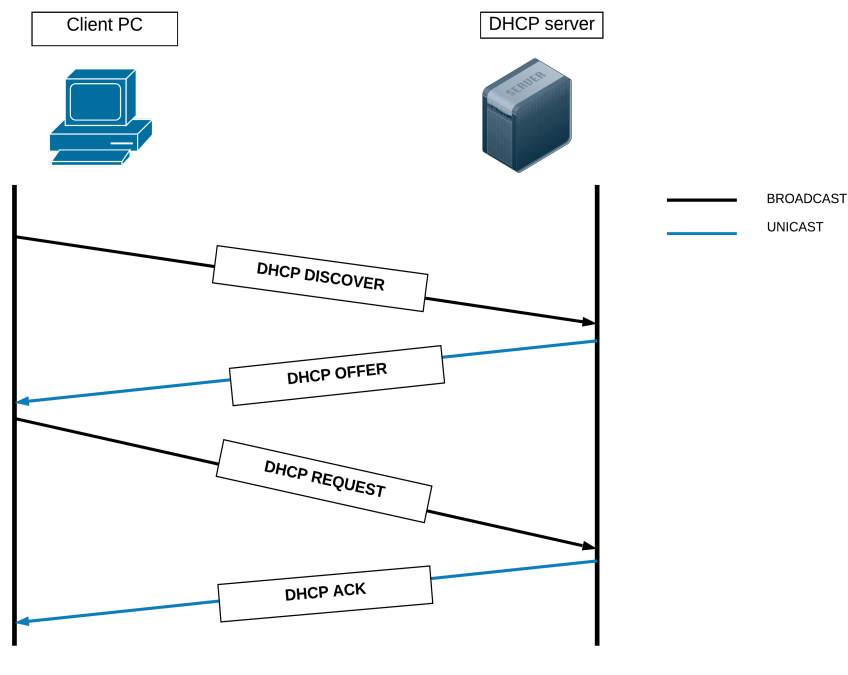 Client PC
DHCP server
SERVER
BROADCAST
UNICAST
DHCP DISCOVER
DHCP OFFER
DHCP REQUEST
DHCP ACK